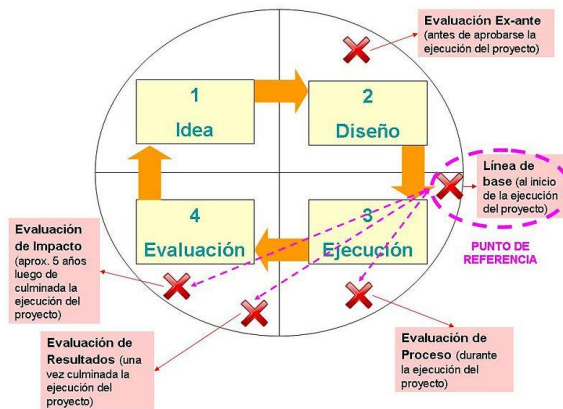 Evaluación Ex-ante
(antes de aprobarse la
ejecución del proyecto)
1
Idea
2
Diseño
Línea de
base (al inicio
de la ejecución
del proyecto)
PUNTO DE
REFERENCIA
4
Evaluación
3
Ejecución
Evaluación
de Impacto
(aprox. 5 años
luego de
culminada la
ejecución del
proyecto)
Evaluación de
Resultados (una
vez culminada la
ejecución del
proyecto)
Evaluación de
Proceso (durante
la ejecución del
proyecto)